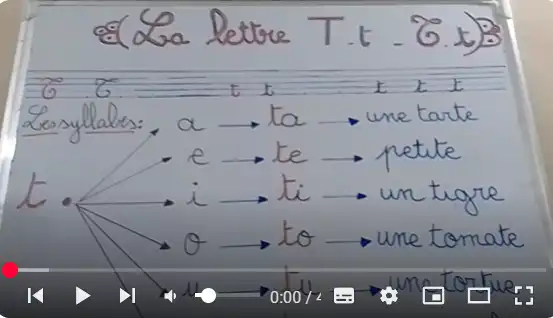 La lettre T.t - T.t
T T t t t t t
Les syllabes:
a → ta → une tarte
e → te → petite
t. i → ti → un tigre
o → to → une tomate
u → tu → une tortue
0:00 / 4